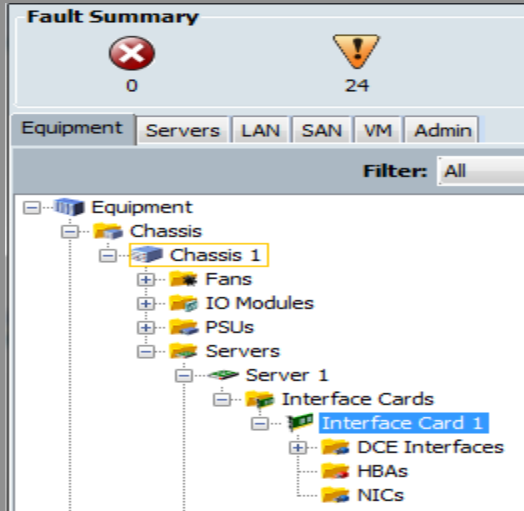 Fault Summary
0 24
Equipment Servers LAN SAN VM Admin
Filter: All
Equipment
Chassis
Chassis 1
Fans
IO Modules
PSUs
Servers
Server 1
Interface Cards
Interface Card 1
DCE Interfaces
HBAs
NICs